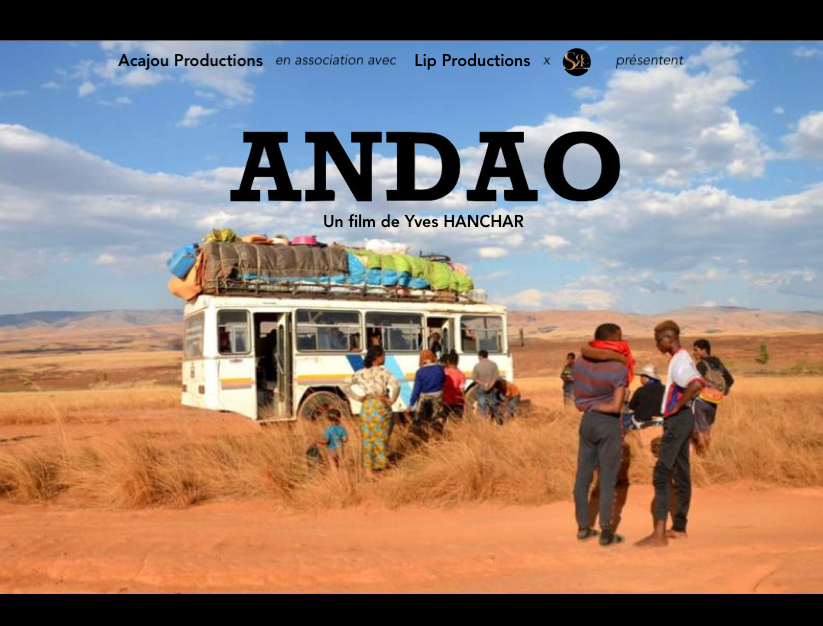 Acajou Productions en association avec Lip Productions x présentent
ANDAO
Un film de Yves HANCHAR